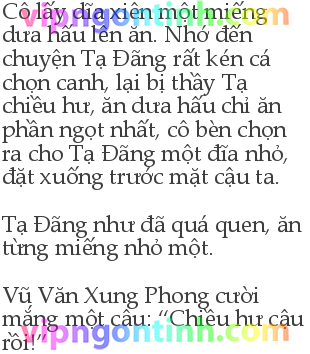 Cô lấy dĩa xiên một miếng
dưa hấu lên ăn. Nhớ đến
chuyện Tạ Đãng rất kén cá
chọn canh, lại bị thầy Tạ
chiều hư, ăn dưa hấu chỉ ăn
phần ngọt nhất, cô bèn chọn
ra cho Tạ Đãng một đĩa nhỏ,
đặt xuống trước mặt cậu ta.
Tạ Đãng như đã quá quen, ăn
từng miếng nhỏ một.
Vũ Văn Xung Phong cười
mắng một câu: “Chiều hư cậu
rồi!”
vipngontinh.com
vipngontinh.com